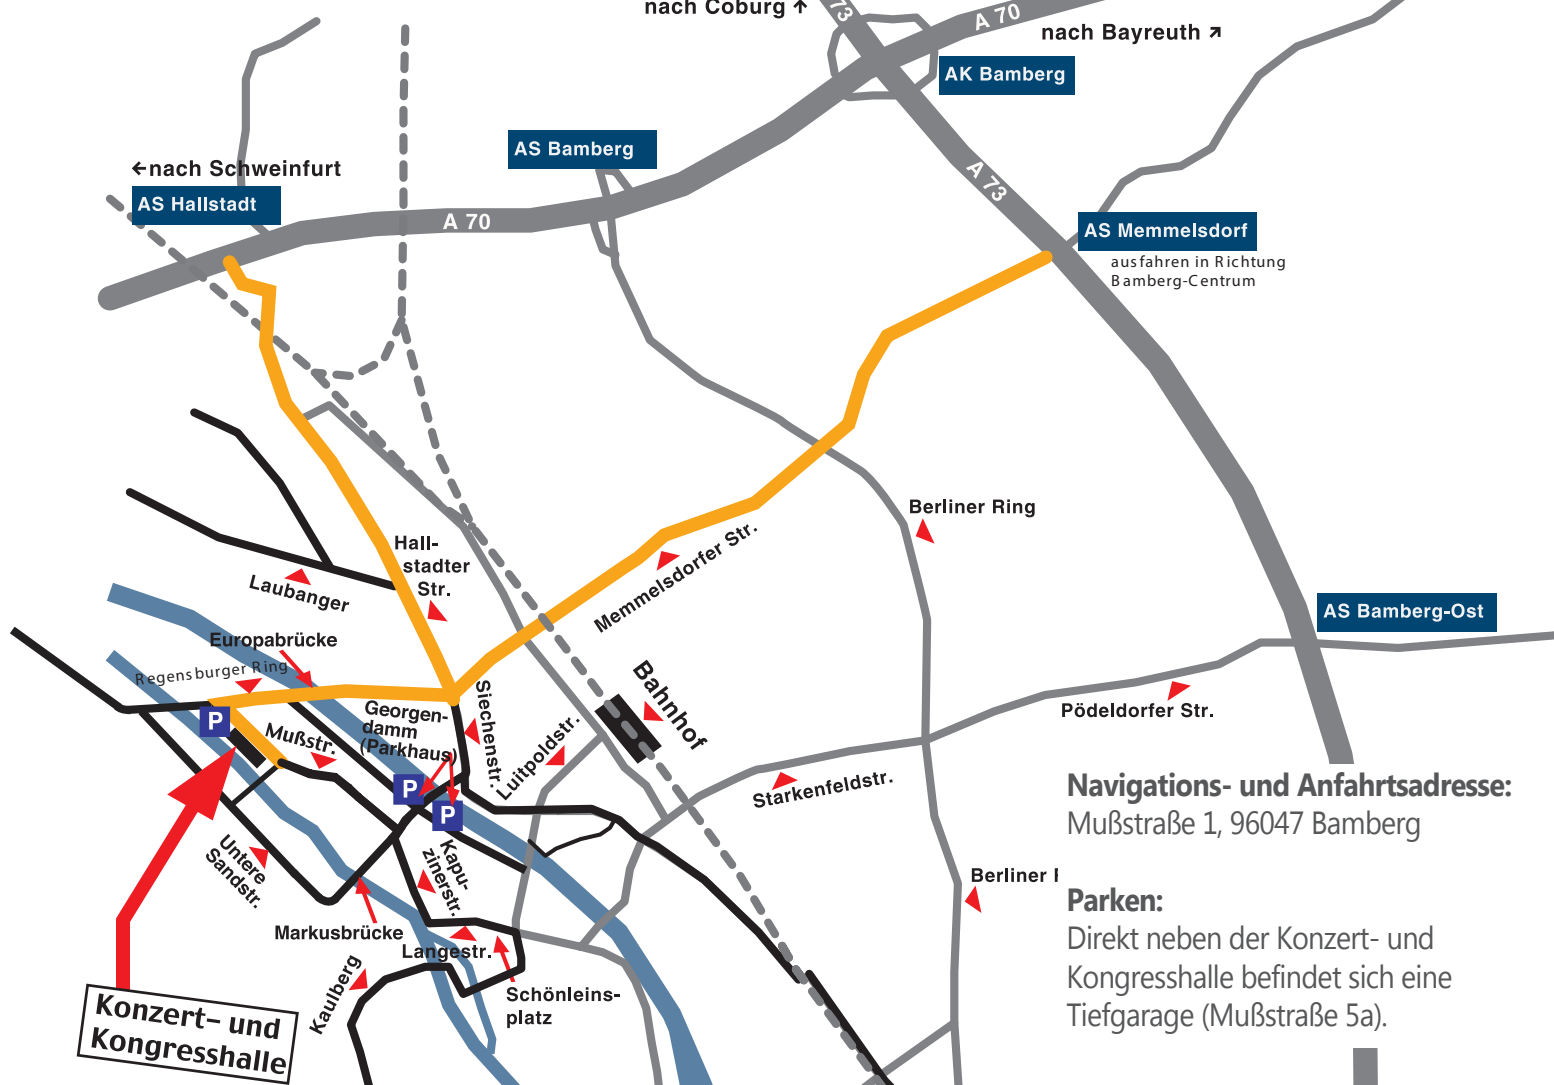 nach Coburg ↑
73
A 70
nach Bayreuth ↗
AK Bamberg
AS Bamberg
←nach Schweinfurt
AS Hallstadt
A 70
A 73
AS Memmelsdorf
ausfahren in Richtung
Bamberg-Centrum
Berliner Ring
Hall-
stadter
Str.
Memmelsdorfer Str.
Laubanger
AS Bamberg-Ost
Europabrücke
Regensburger Ring
Bahnhof
Siechenstr.
Georgen-
damm
(Parkhaus)
Luitpoldstr.
Pödeldorfer Str.
P
Mußstr.
Starkenfeldstr.
P
P
Navigations- und Anfahrtsadresse:
Mußstraße 1, 96047 Bamberg
Untere
Sandstr.
Kapu-
zinerstr.
Berliner
Parken:
Direkt neben der Konzert- und
Kongresshalle befindet sich eine
Tiefgarage (Mußstraße 5a).
Markusbrücke
Langestr.
Kaulberg
Schönleins-
platz
Konzert– und
Kongresshalle